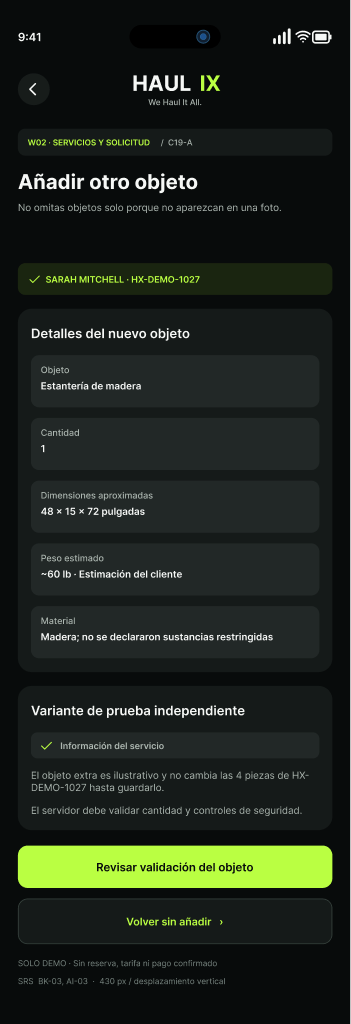 9:41
HAUL IX
We Haul It All.
W02 · SERVICIOS Y SOLICITUD / C19-A
Añadir otro objeto
No omitas objetos solo porque no aparezcan en una foto.
SARAH MITCHELL · HX-DEMO-1027
Detalles del nuevo objeto
Objeto
Estantería de madera
Cantidad
1
Dimensiones aproximadas
48 × 15 × 72 pulgadas
Peso estimado
~60 lb · Estimación del cliente
Material
Madera; no se declararon sustancias restringidas
Variante de prueba independiente
Información del servicio
El objeto extra es ilustrativo y no cambia las 4 piezas de HX-
DEMO-1027 hasta guardarlo.
El servidor debe validar cantidad y controles de seguridad.
Revisar validación del objeto
Volver sin añadir ›
SOLO DEMO · Sin reserva, tarifa ni pago confirmado
SRS BK-03, AI-03 · 430 px / desplazamiento vertical